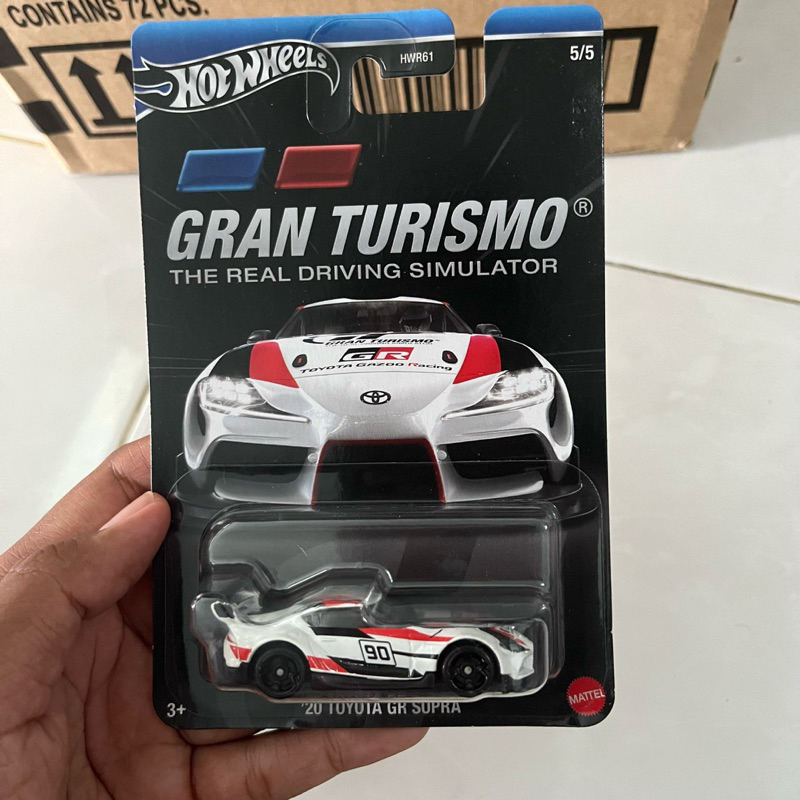 CONTAINS 72 PCS.
Hot Wheels
HWR61
5/5
GRAN TURISMO®
THE REAL DRIVING SIMULATOR
GRAN TURISMO
GR
TOYOTA GAZOO Racing
90
3+
'20 TOYOTA GR SUPRA
MATTEL